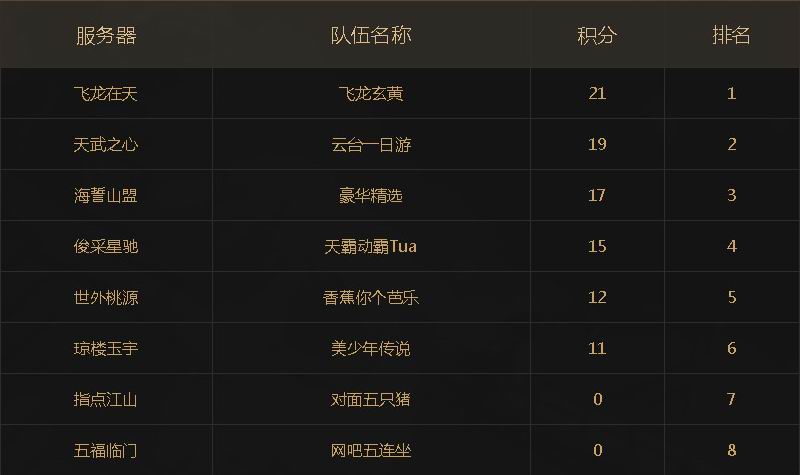 服务器 队伍名称 积分 排名
飞龙在天 飞龙玄黄 21 1
天武之心 云台一日游 19 2
海誓山盟 豪华精选 17 3
俊采星驰 天霸动霸Tua 15 4
世外桃源 香蕉你个芭乐 12 5
琼楼玉宇 美少年传说 11 6
指点江山 对面五只猪 0 7
五福临门 网吧五连坐 0 8